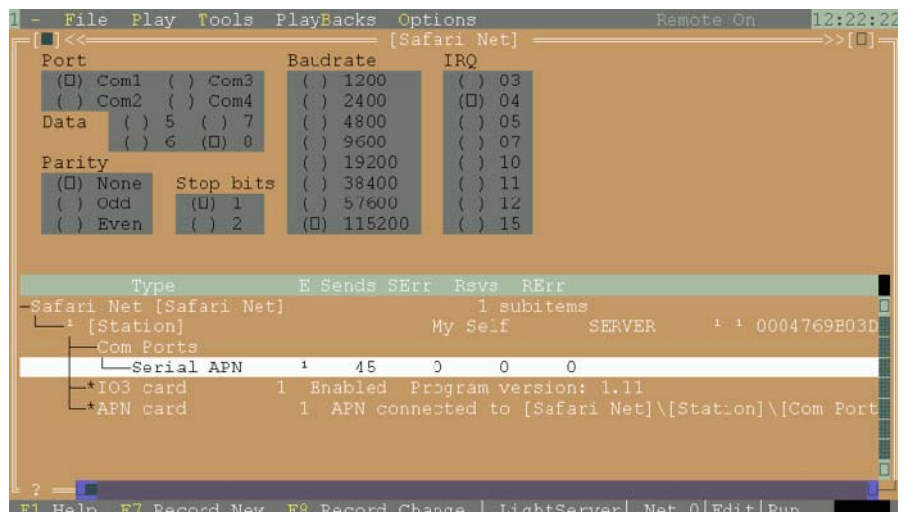 1 - File Play Tools PlayBacks Options Remote On 12:22:22
[Safari Net]
Port Baudrate IRQ
Com1 ( ) Com3 ( ) 1200 ( ) 03
( ) Com2 ( ) Com4 ( ) 2400 04
Data ( ) 5 ( ) 7 ( ) 4800 ( ) 05
( ) 6 8 ( ) 9600 ( ) 07
Parity ( ) 19200 ( ) 10
None Stop bits ( ) 38400 ( ) 11
( ) Odd 1 ( ) 57600 ( ) 12
( ) Even ( ) 2 115200 ( ) 15
Type E Sends SErr Rsvs RErr
-Safari Net [Safari Net] 1 subitems
¹ [Station] My Self SERVER ¹ ¹ 0004769B03D
Com Ports
Serial APN ¹ 45 0 0 0
*IO3 card 1 Enabled Program version: 1.11
*APN card 1 APN connected to [Safari Net]\[Station]\[Com Port
?
F1 Help F7 Record New F8 Record Change | LightServer| Net 0|Edit|Run